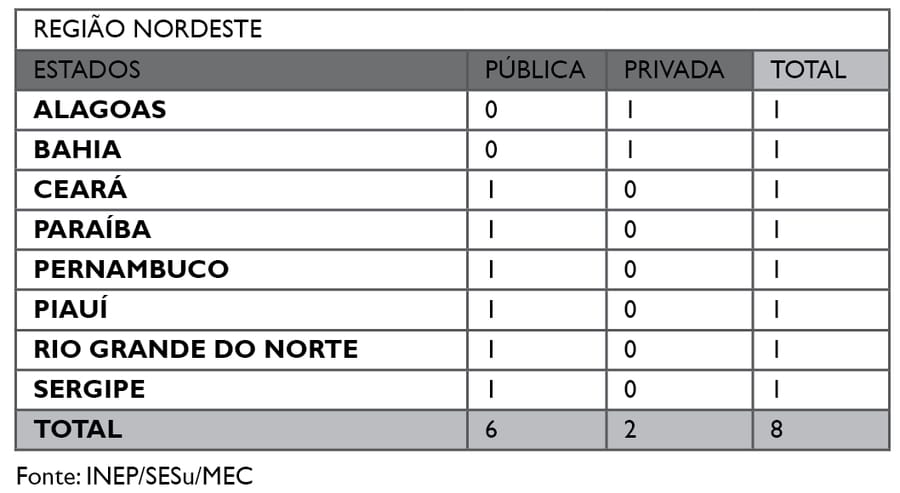 REGIÃO NORDESTE
ESTADOS PÚBLICA PRIVADA TOTAL
ALAGOAS 0 1 1
BAHIA 0 1 1
CEARÁ 1 0 1
PARAÍBA 1 0 1
PERNAMBUCO 1 0 1
PIAUÍ 1 0 1
RIO GRANDE DO NORTE 1 0 1
SERGIPE 1 0 1
TOTAL 6 2 8
Fonte: INEP/SESu/MEC